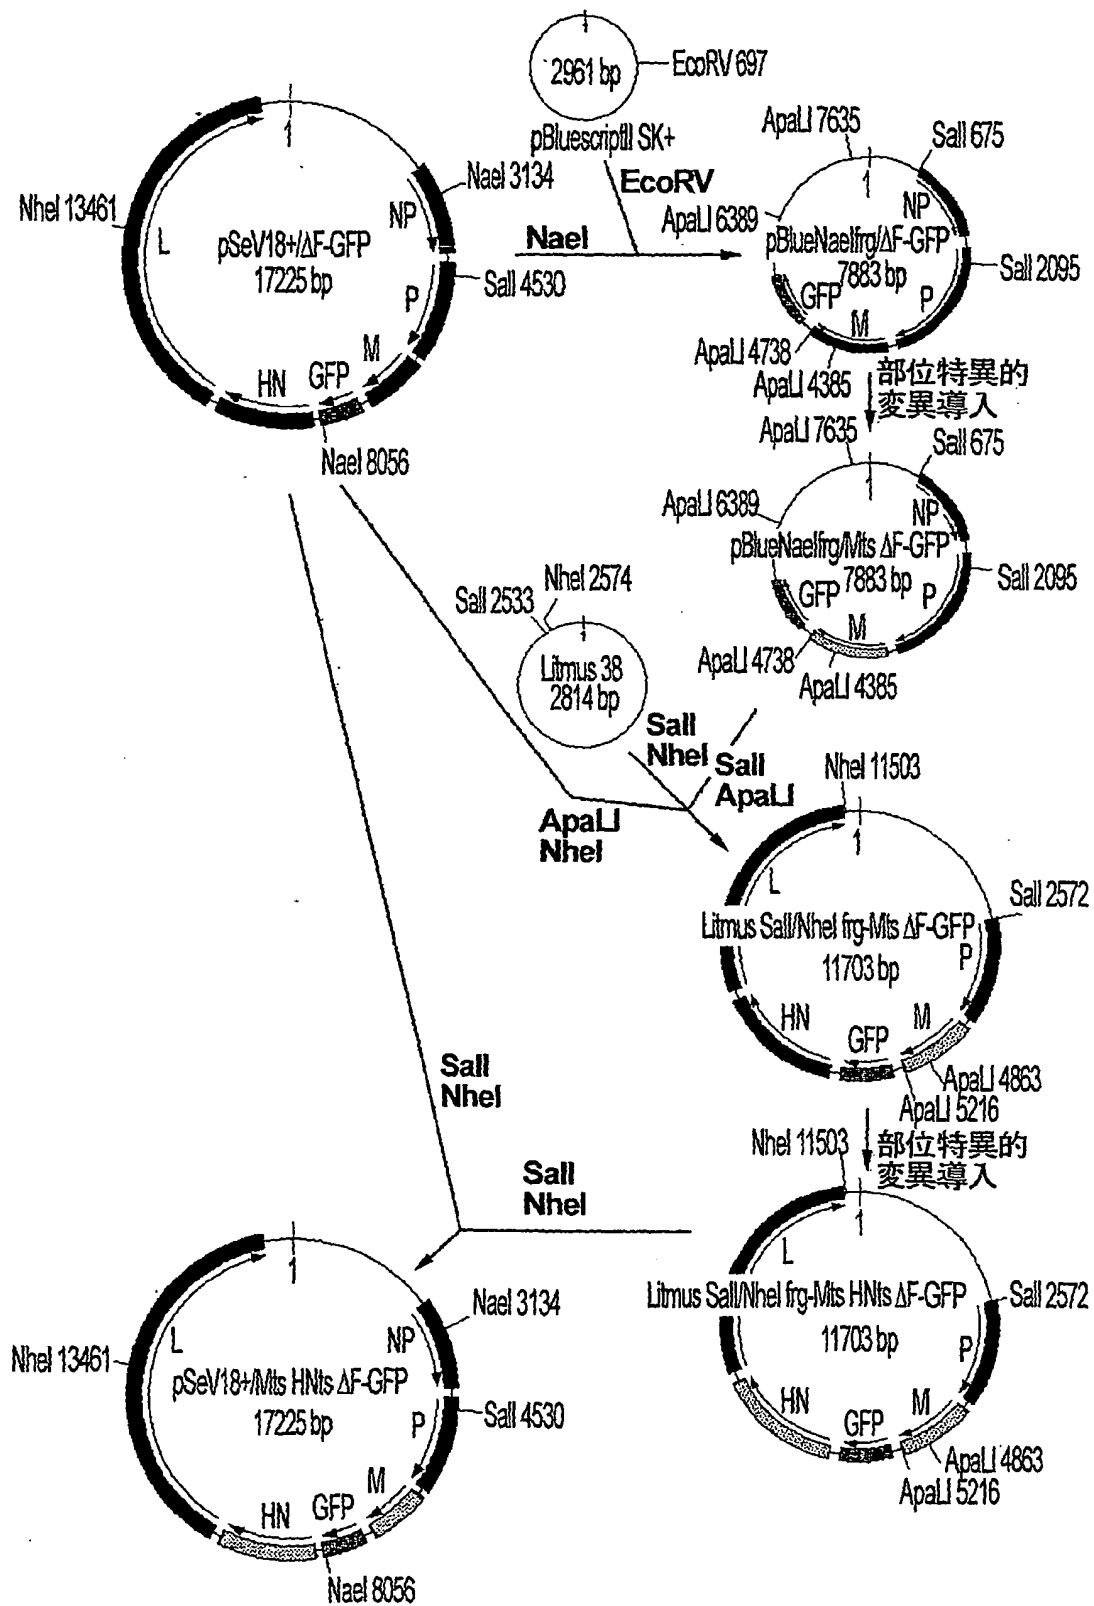 1
2961 bp
EcoRV 697
pBluescriptII SK+
EcoRV
NaeI
1
NaeI 3134
NheI 13461
L
NP
pSeV18+/ΔF-GFP
17225 bp
SalI 4530
P
M
GFP
HN
NaeI 8056
ApaLI 7635
SalI 675
1
NP
ApaLI 6389
pBlueNaeIfrg/ΔF-GFP
7883 bp
SalI 2095
GFP
P
M
ApaLI 4738
ApaLI 4385
部位特異的
変異導入
ApaLI 7635
SalI 675
1
ApaLI 6389
NP
pBlueNaeIfrg/Mts ΔF-GFP
7883 bp
SalI 2095
GFP
P
M
ApaLI 4738
ApaLI 4385
NheI 2574
SalI 2533
1
Litmus 38
2814 bp
SalI
NheI
SalI
ApaLI
ApaLI
NheI
NheI 11503
1
L
SalI 2572
Litmus SalI/NheI frg-Mts ΔF-GFP
11703 bp
P
HN
M
GFP
ApaLI 4863
ApaLI 5216
部位特異的
変異導入
NheI 11503
1
L
Litmus SalI/NheI frg-Mts HNts ΔF-GFP
SalI 2572
11703 bp
P
HN
M
GFP
ApaLI 4863
ApaLI 5216
SalI
NheI
SalI
NheI
1
NaeI 3134
L
NP
NheI 13461
pSeV18+/Mts HNts ΔF-GFP
17225 bp
SalI 4530
P
M
GFP
HN
NaeI 8056